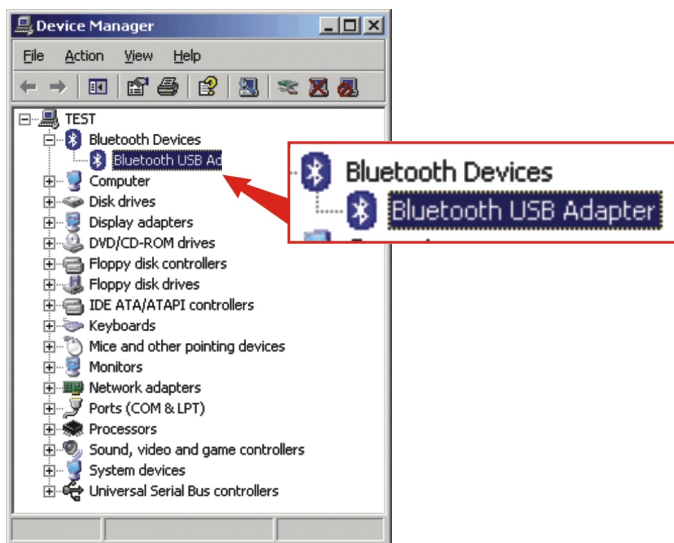 Device Manager
File Action View Help
TEST
Bluetooth Devices
Bluetooth USB Ad
Computer
Disk drives
Display adapters
DVD/CD-ROM drives
Floppy disk controllers
Floppy disk drives
IDE ATA/ATAPI controllers
Keyboards
Mice and other pointing devices
Monitors
Network adapters
Ports (COM & LPT)
Processors
Sound, video and game controllers
System devices
Universal Serial Bus controllers
Bluetooth Devices
Bluetooth USB Adapter